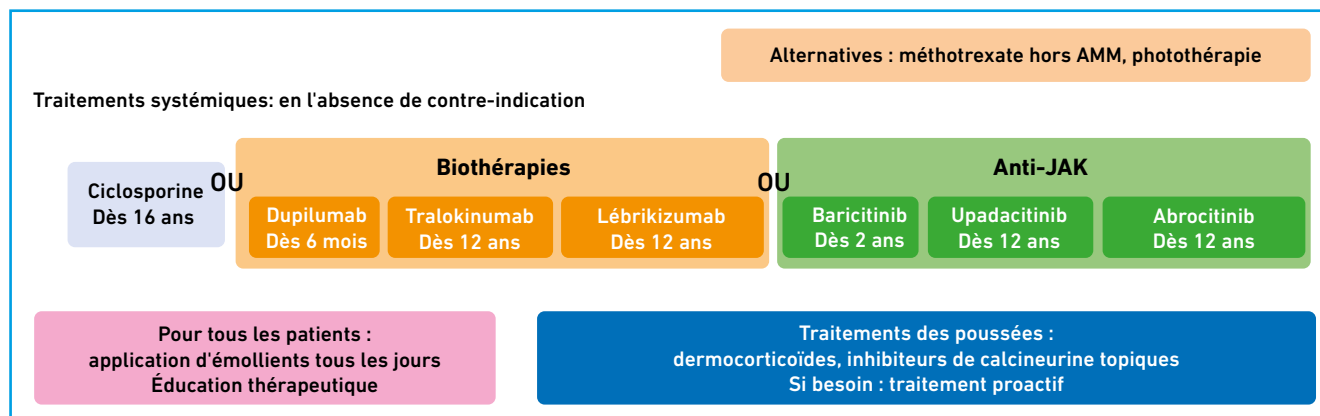 Alternatives : méthotrexate hors AMM, photothérapie
Traitements systémiques: en l'absence de contre-indication
Ciclosporine
Dès 16 ans
OU
Biothérapies
Dupilumab
Dès 6 mois
Tralokinumab
Dès 12 ans
Lébrikizumab
Dès 12 ans
OU
Anti-JAK
Baricitinib
Dès 2 ans
Upadacitinib
Dès 12 ans
Abrocitinib
Dès 12 ans
Pour tous les patients :
application d'émollients tous les jours
Éducation thérapeutique
Traitements des poussées :
dermocorticoïdes, inhibiteurs de calcineurine topiques
Si besoin : traitement proactif